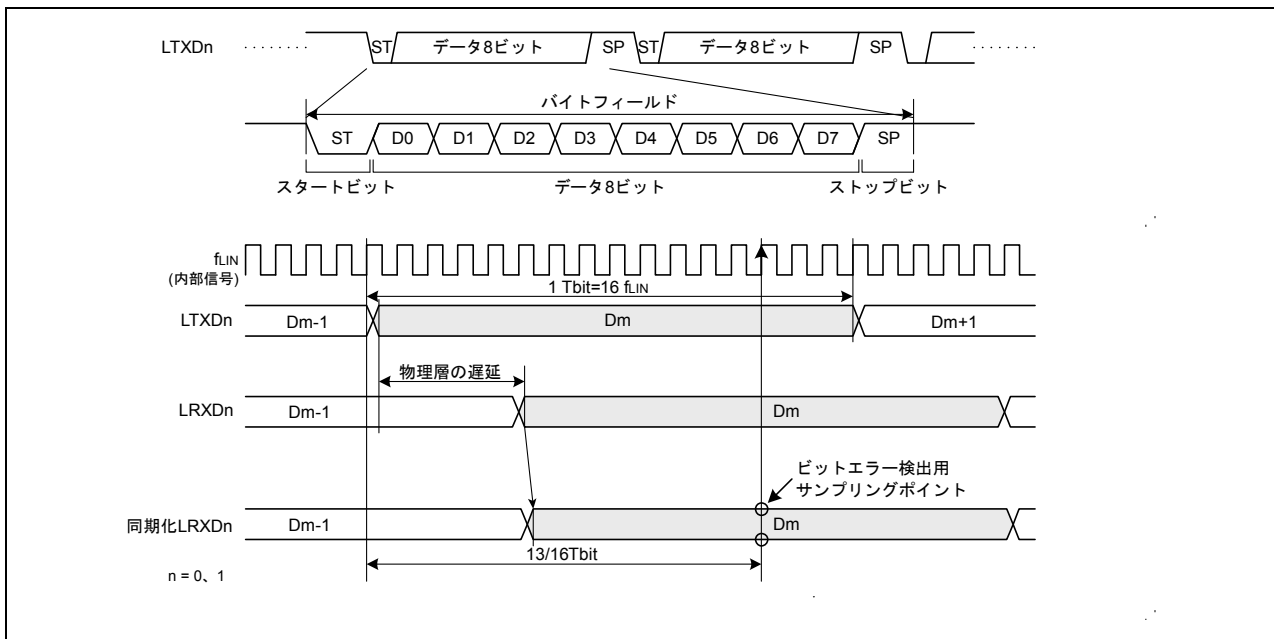 LTXDn ST データ8ビット SP ST データ8ビット SP
バイトフィールド
ST D0 D1 D2 D3 D4 D5 D6 D7 SP
スタートビット データ8ビット ストップビット
fLIN
(内部信号)
1 Tbit=16 fLIN
LTXDn Dm-1 Dm Dm+1
物理層の遅延
LRXDn Dm-1 Dm
ビットエラー検出用
サンプリングポイント
同期化LRXDn Dm-1 Dm
13/16Tbit
n = 0、1